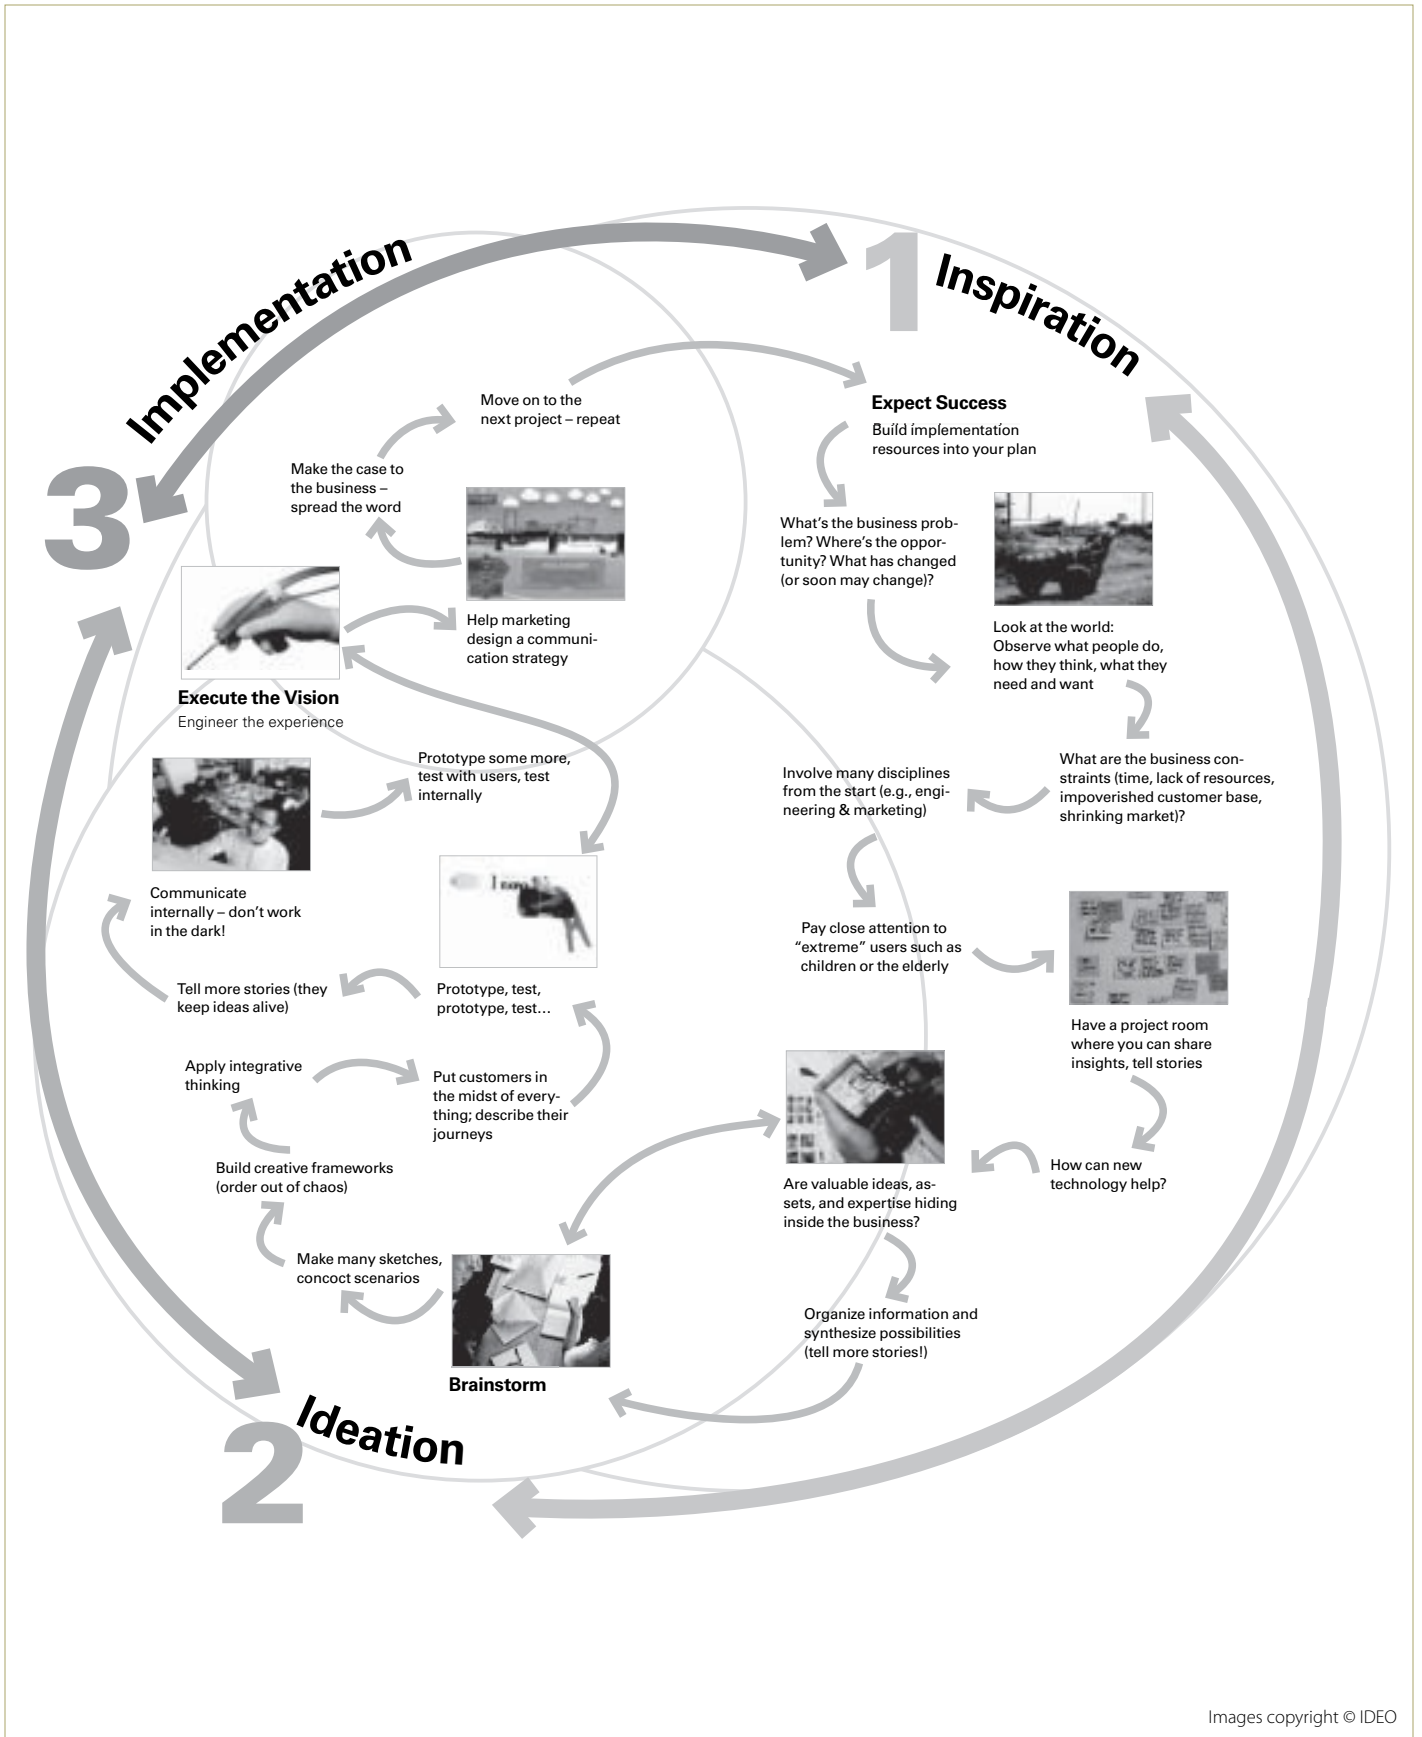 1
Inspiration
Expect Success
Build implementation
resources into your plan
What's the business prob-
lem? Where's the oppor-
tunity? What has changed
(or soon may change)?
Look at the world:
Observe what people do,
how they think, what they
need and want
What are the business con-
straints (time, lack of resources,
impoverished customer base,
shrinking market)?
Involve many disciplines
from the start (e.g., engi-
neering & marketing)
Pay close attention to
“extreme” users such as
children or the elderly
Have a project room
where you can share
insights, tell stories
How can new
technology help?
Are valuable ideas, as-
sets, and expertise hiding
inside the business?
Organize information and
synthesize possibilities
(tell more stories!)
2
Ideation
Brainstorm
Make many sketches,
concoct scenarios
Build creative frameworks
(order out of chaos)
Apply integrative
thinking
Put customers in
the midst of every-
thing; describe their
journeys
Prototype, test,
prototype, test…
Tell more stories (they
keep ideas alive)
Communicate
internally – don't work
in the dark!
Prototype some more,
test with users, test
internally
3
Implementation
Execute the Vision
Engineer the experience
Help marketing
design a communi-
cation strategy
Make the case to
the business –
spread the word
Move on to the
next project – repeat
Images copyright © IDEO